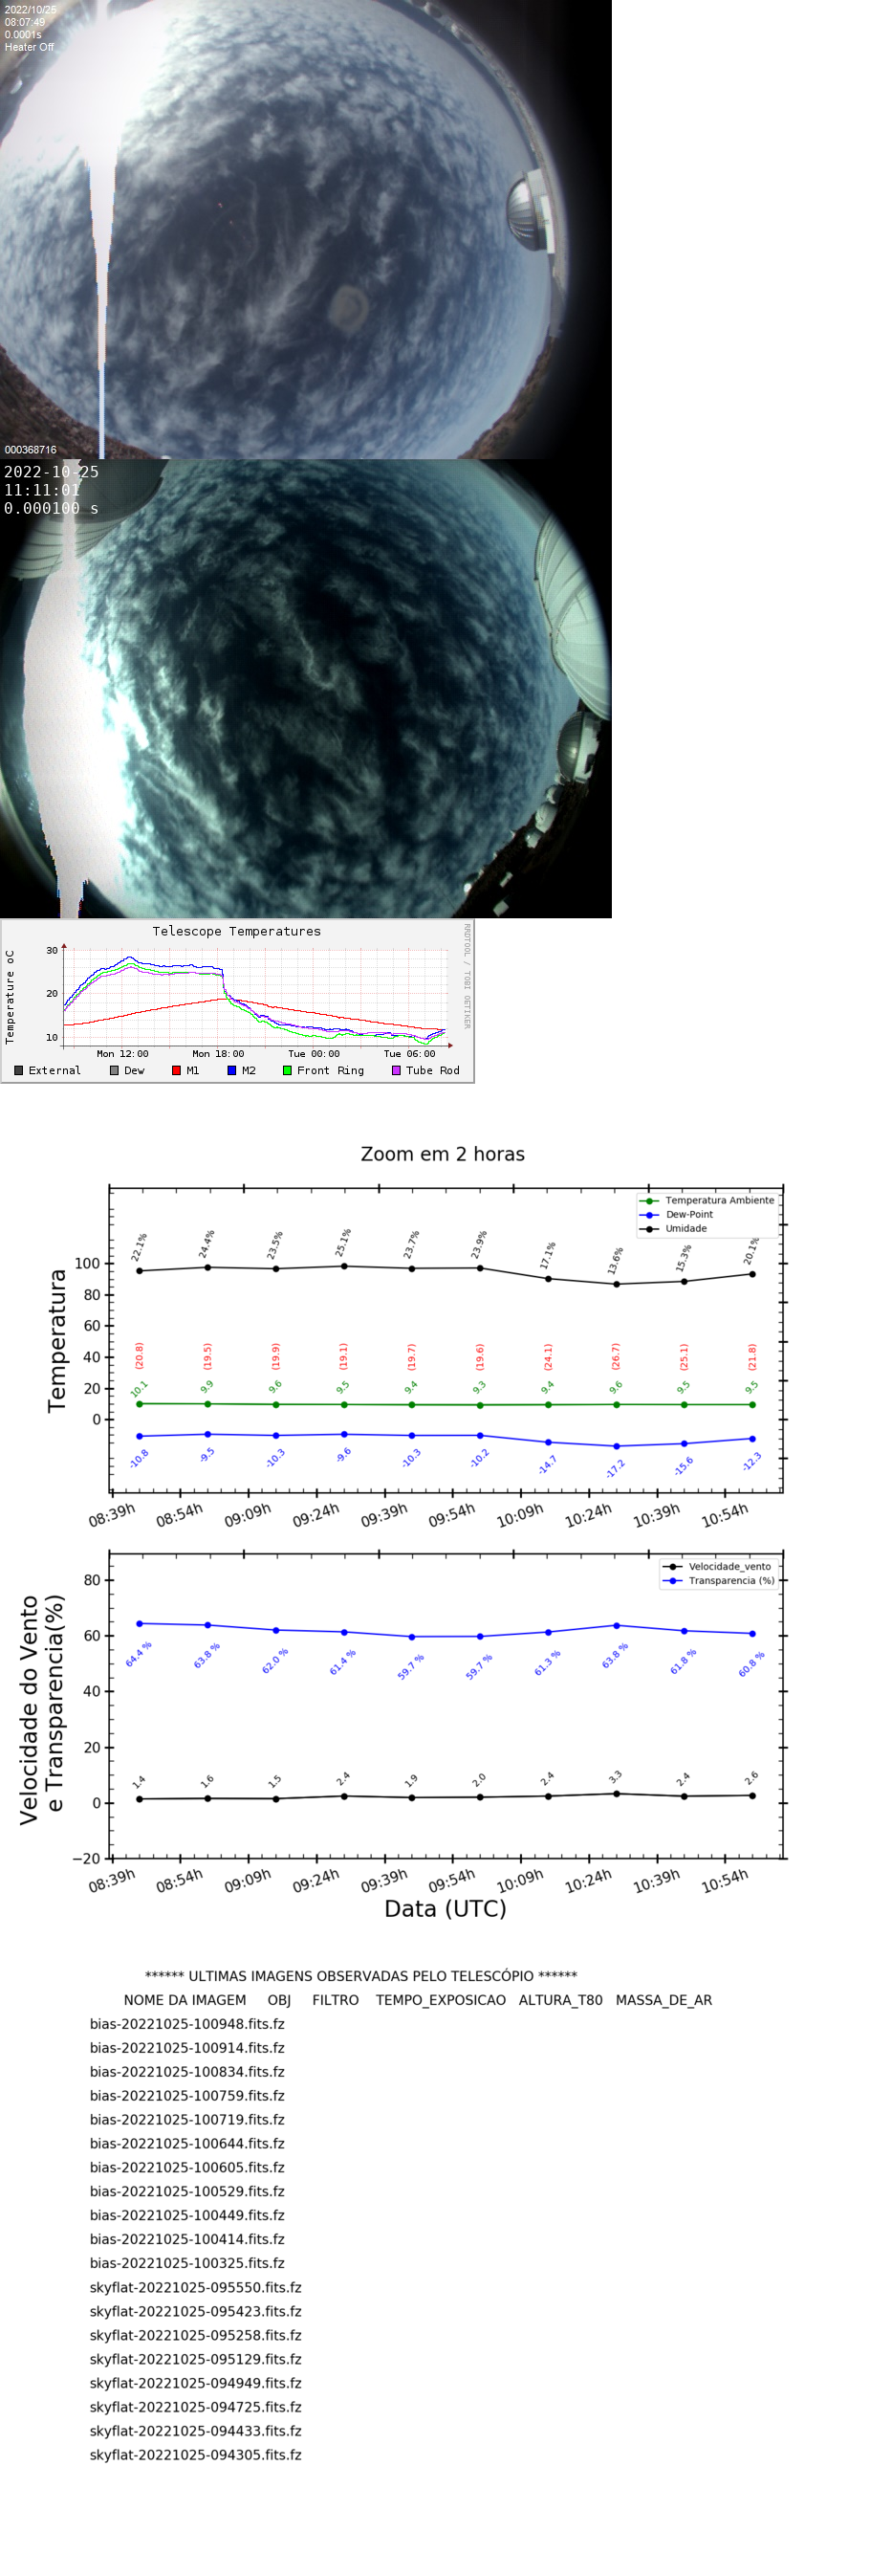 2022/10/25
08:07:49
0.0001s
Heater Off
000368716
2022-10-25
11:11:01
0.000100 s
Telescope Temperatures
RRDTOOL / TOBI OETIKER
Temperature oC
30
20
10
Mon 12:00 Mon 18:00 Tue 00:00 Tue 06:00
External Dew M1 M2 Front Ring Tube Rod
Zoom em 2 horas
Temperatura Ambiente
Dew-Point
Umidade
Temperatura
100
80
60
40
20
0
22.1% 24.4% 23.5% 25.1% 23.7% 23.9% 17.1% 13.6% 15.3% 20.1%
(20.8) (19.5) (19.9) (19.1) (19.7) (19.6) (24.1) (26.7) (25.1) (21.8)
10.1 9.9 9.6 9.5 9.4 9.3 9.4 9.6 9.5 9.5
-10.8 -9.5 -10.3 -9.6 -10.3 -10.2 -14.7 -17.2 -15.6 -12.3
08:39h 08:54h 09:09h 09:24h 09:39h 09:54h 10:09h 10:24h 10:39h 10:54h
Velocidade_vento
Transparencia (%)
Velocidade do Vento
e Transparencia(%)
80
60
40
20
0
−20
64.4 % 63.8 % 62.0 % 61.4 % 59.7 % 59.7 % 61.3 % 63.8 % 61.8 % 60.8 %
1.4 1.6 1.5 2.4 1.9 2.0 2.4 3.3 2.4 2.6
08:39h 08:54h 09:09h 09:24h 09:39h 09:54h 10:09h 10:24h 10:39h 10:54h
Data (UTC)
****** ULTIMAS IMAGENS OBSERVADAS PELO TELESCÓPIO ******
NOME DA IMAGEM OBJ FILTRO TEMPO_EXPOSICAO ALTURA_T80 MASSA_DE_AR
bias-20221025-100948.fits.fz
bias-20221025-100914.fits.fz
bias-20221025-100834.fits.fz
bias-20221025-100759.fits.fz
bias-20221025-100719.fits.fz
bias-20221025-100644.fits.fz
bias-20221025-100605.fits.fz
bias-20221025-100529.fits.fz
bias-20221025-100449.fits.fz
bias-20221025-100414.fits.fz
bias-20221025-100325.fits.fz
skyflat-20221025-095550.fits.fz
skyflat-20221025-095423.fits.fz
skyflat-20221025-095258.fits.fz
skyflat-20221025-095129.fits.fz
skyflat-20221025-094949.fits.fz
skyflat-20221025-094725.fits.fz
skyflat-20221025-094433.fits.fz
skyflat-20221025-094305.fits.fz